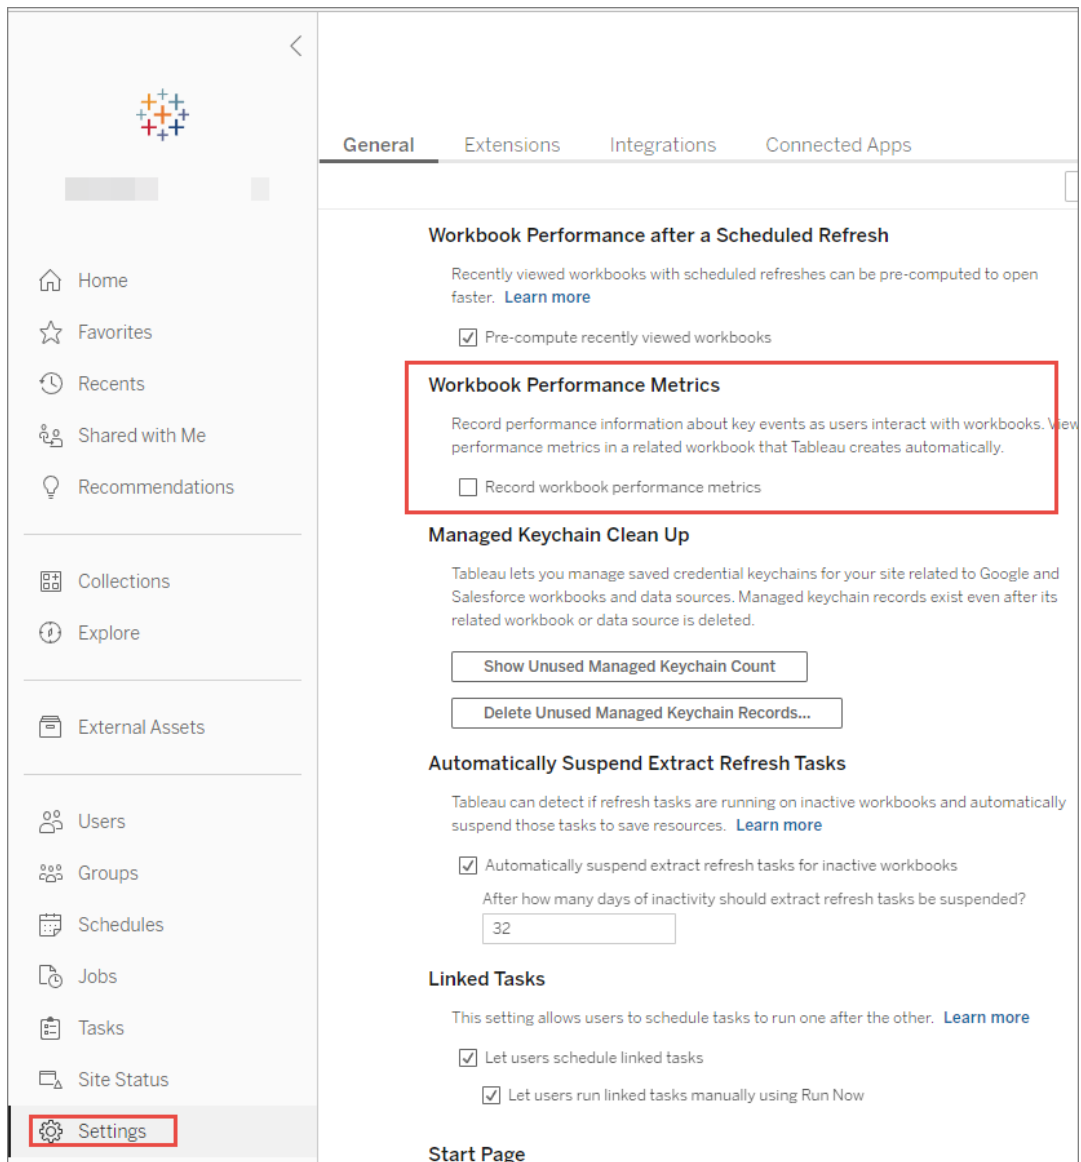 Home
Favorites
Recents
Shared with Me
Recommendations
Collections
Explore
External Assets
Users
Groups
Schedules
Jobs
Tasks
Site Status
Settings
General Extensions Integrations Connected Apps
Workbook Performance after a Scheduled Refresh
Recently viewed workbooks with scheduled refreshes can be pre-computed to open
faster. Learn more
Pre-compute recently viewed workbooks
Workbook Performance Metrics
Record performance information about key events as users interact with workbooks. View
performance metrics in a related workbook that Tableau creates automatically.
Record workbook performance metrics
Managed Keychain Clean Up
Tableau lets you manage saved credential keychains for your site related to Google and
Salesforce workbooks and data sources. Managed keychain records exist even after its
related workbook or data source is deleted.
Show Unused Managed Keychain Count
Delete Unused Managed Keychain Records...
Automatically Suspend Extract Refresh Tasks
Tableau can detect if refresh tasks are running on inactive workbooks and automatically
suspend those tasks to save resources. Learn more
Automatically suspend extract refresh tasks for inactive workbooks
After how many days of inactivity should extract refresh tasks be suspended?
32
Linked Tasks
This setting allows users to schedule tasks to run one after the other. Learn more
Let users schedule linked tasks
Let users run linked tasks manually using Run Now
Start Page